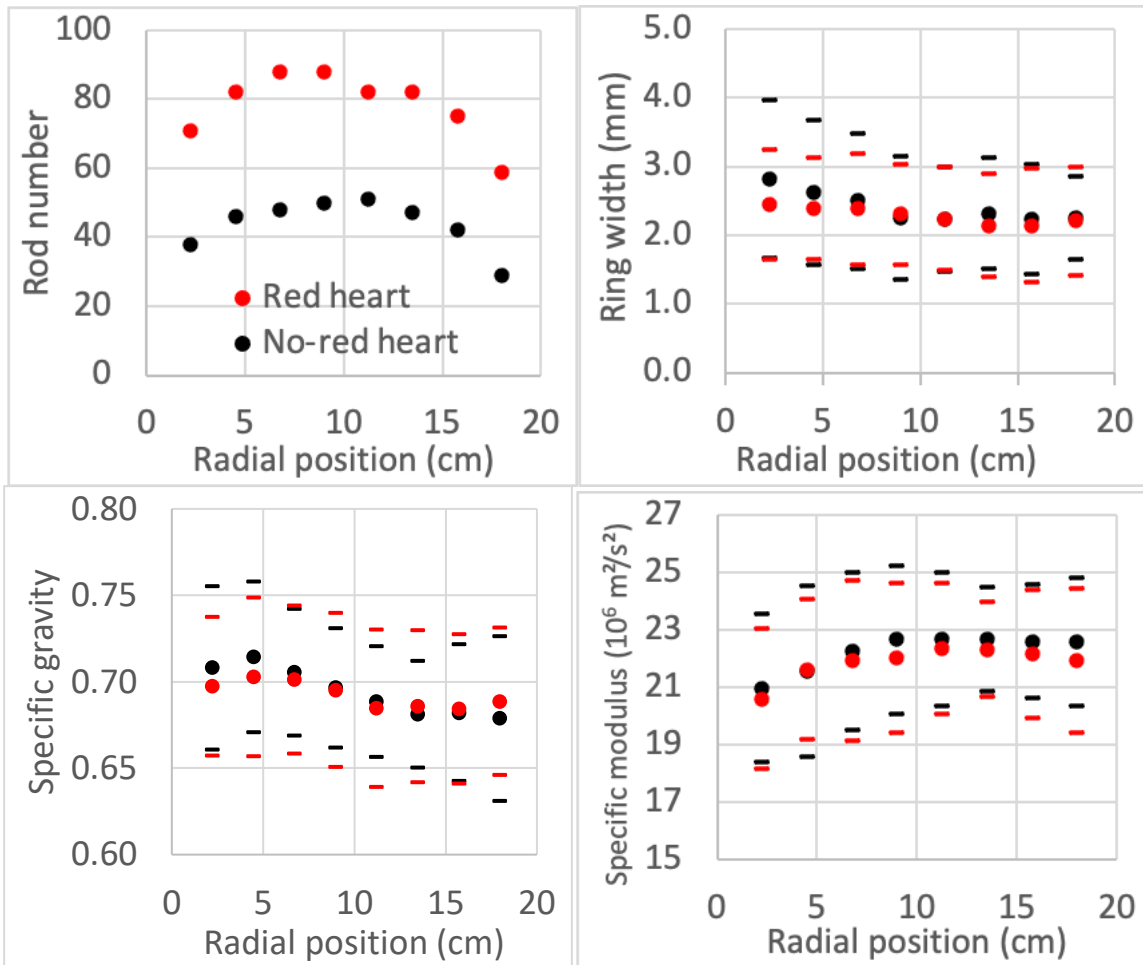 100
80
60
40
20
0
Rod number
Red heart
No-red heart
0 5 10 15 20
Radial position (cm)
5.0
4.0
3.0
2.0
1.0
0.0
Ring width (mm)
0 5 10 15 20
Radial position (cm)
0.80
0.75
0.70
0.65
0.60
Specific gravity
0 5 10 15 20
Radial position (cm)
27
25
23
21
19
17
15
Specific modulus (10⁶ m²/s²)
0 5 10 15 20
Radial position (cm)